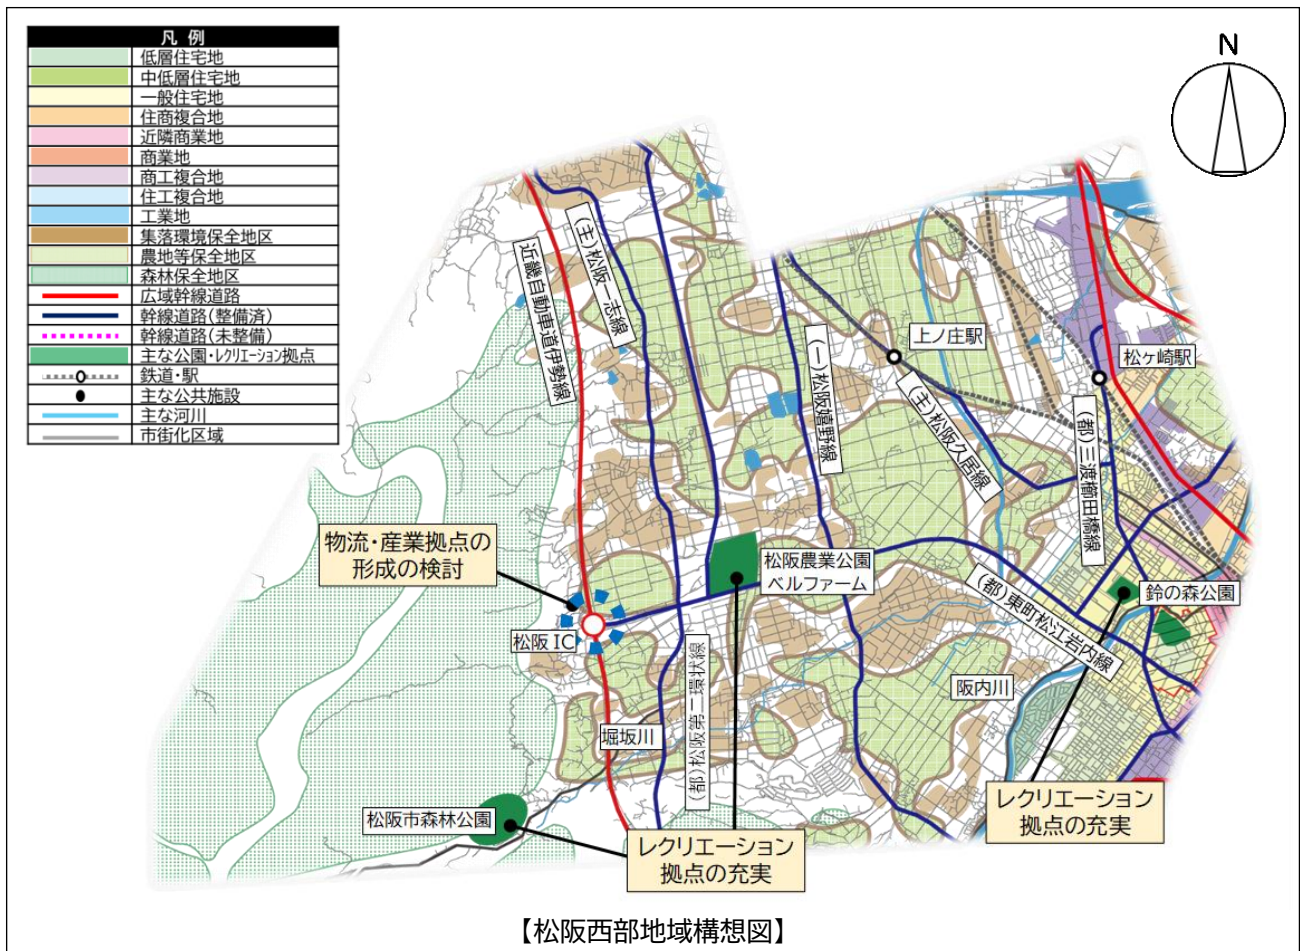 凡 例
低層住宅地
中低層住宅地
一般住宅地
住商複合地
近隣商業地
商業地
商工複合地
住工複合地
工業地
集落環境保全地区
農地等保全地区
森林保全地区
広域幹線道路
幹線道路(整備済)
幹線道路(未整備)
主な公園・レクリエーション拠点
鉄道・駅
主な公共施設
主な河川
市街化区域
N
近畿自動車道伊勢線
(主)松阪一志線
(一)松阪嬉野線
上ノ庄駅
(主)松阪久居線
松ヶ崎駅
(都)三渡櫛田橋線
物流・産業拠点の
形成の検討
松阪IC
松阪農業公園
ベルファーム
(都)東町松江岩内線
鈴の森公園
阪内川
堀坂川
(都)松阪第二環状線
松阪市森林公園
レクリエーション
拠点の充実
レクリエーション
拠点の充実
【松阪西部地域構想図】